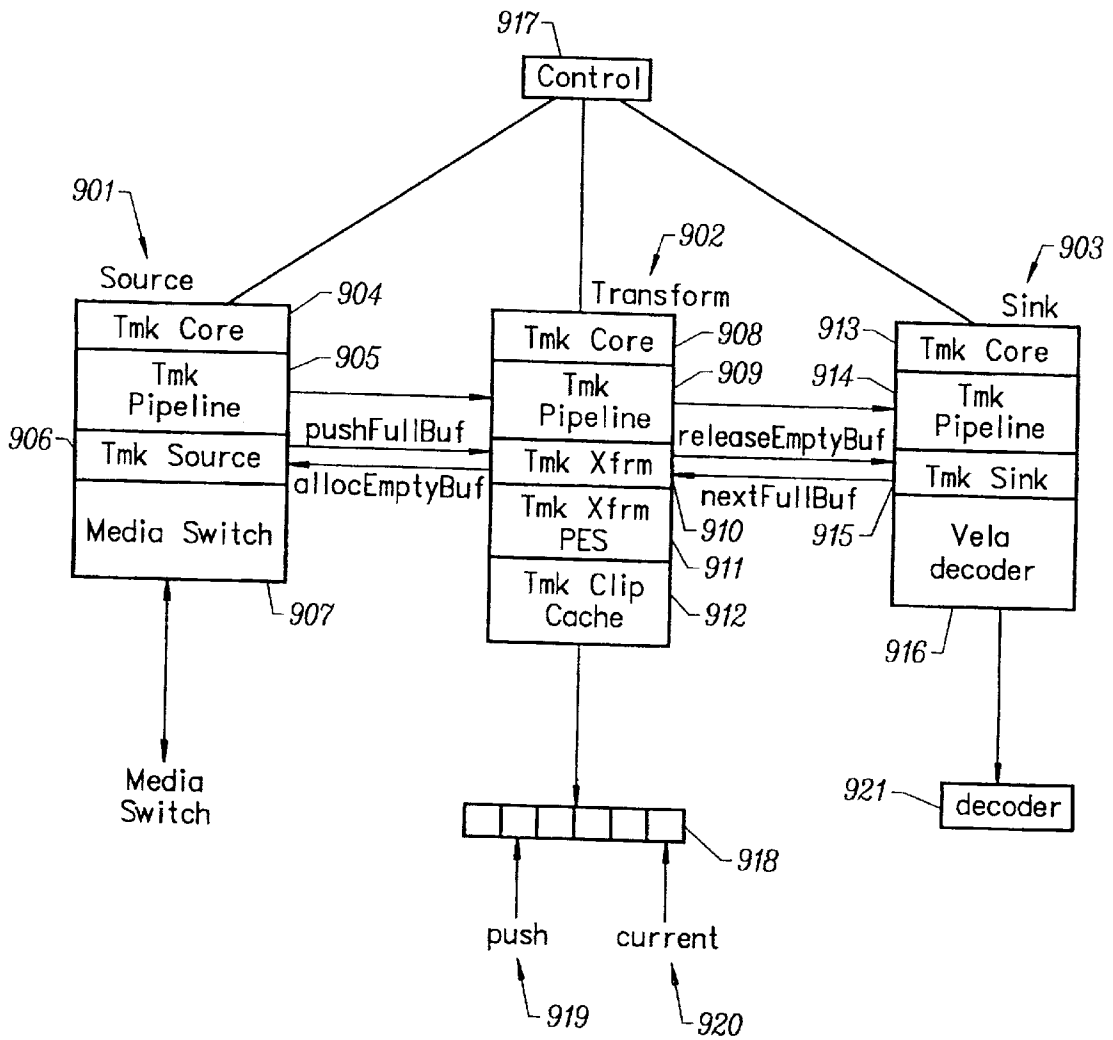 917
Control
901
902
903
Source
904
Transform
Sink
Tmk Core
908
913
Tmk Core
Tmk Core
905
909
914
Tmk
Pipeline
Tmk
Pipeline
Tmk
Pipeline
906
pushFullBuf
releaseEmptyBuf
Tmk Source
Tmk Xfrm
Tmk Sink
allocEmptyBuf
nextFullBuf
910
915
Media Switch
Tmk Xfrm
PES
911
Vela
decoder
907
Tmk Clip
Cache
912
916
Media
Switch
921
decoder
918
push
current
919
920